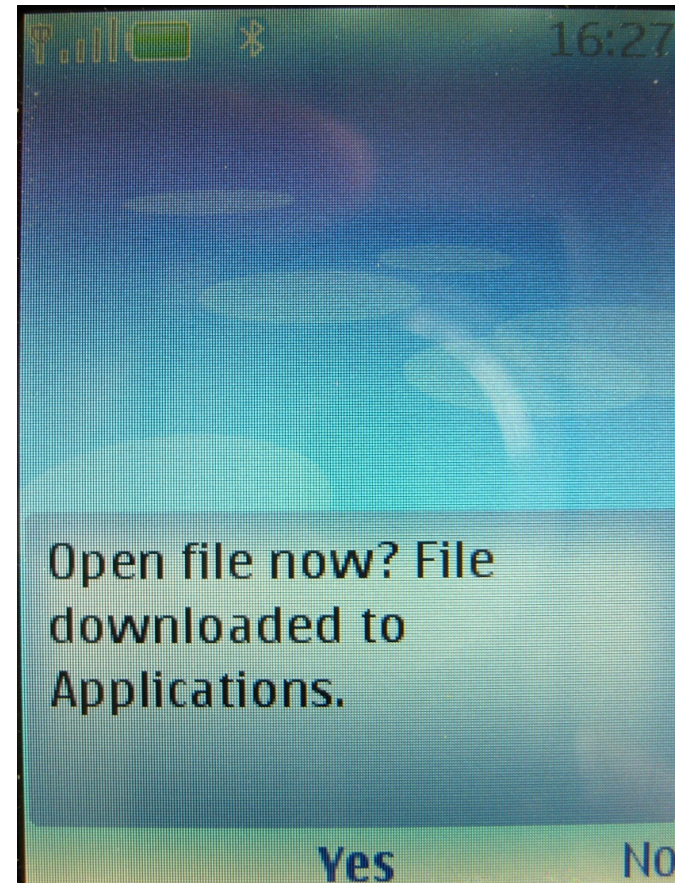 16:27
Open file now? File
downloaded to
Applications.
Yes No